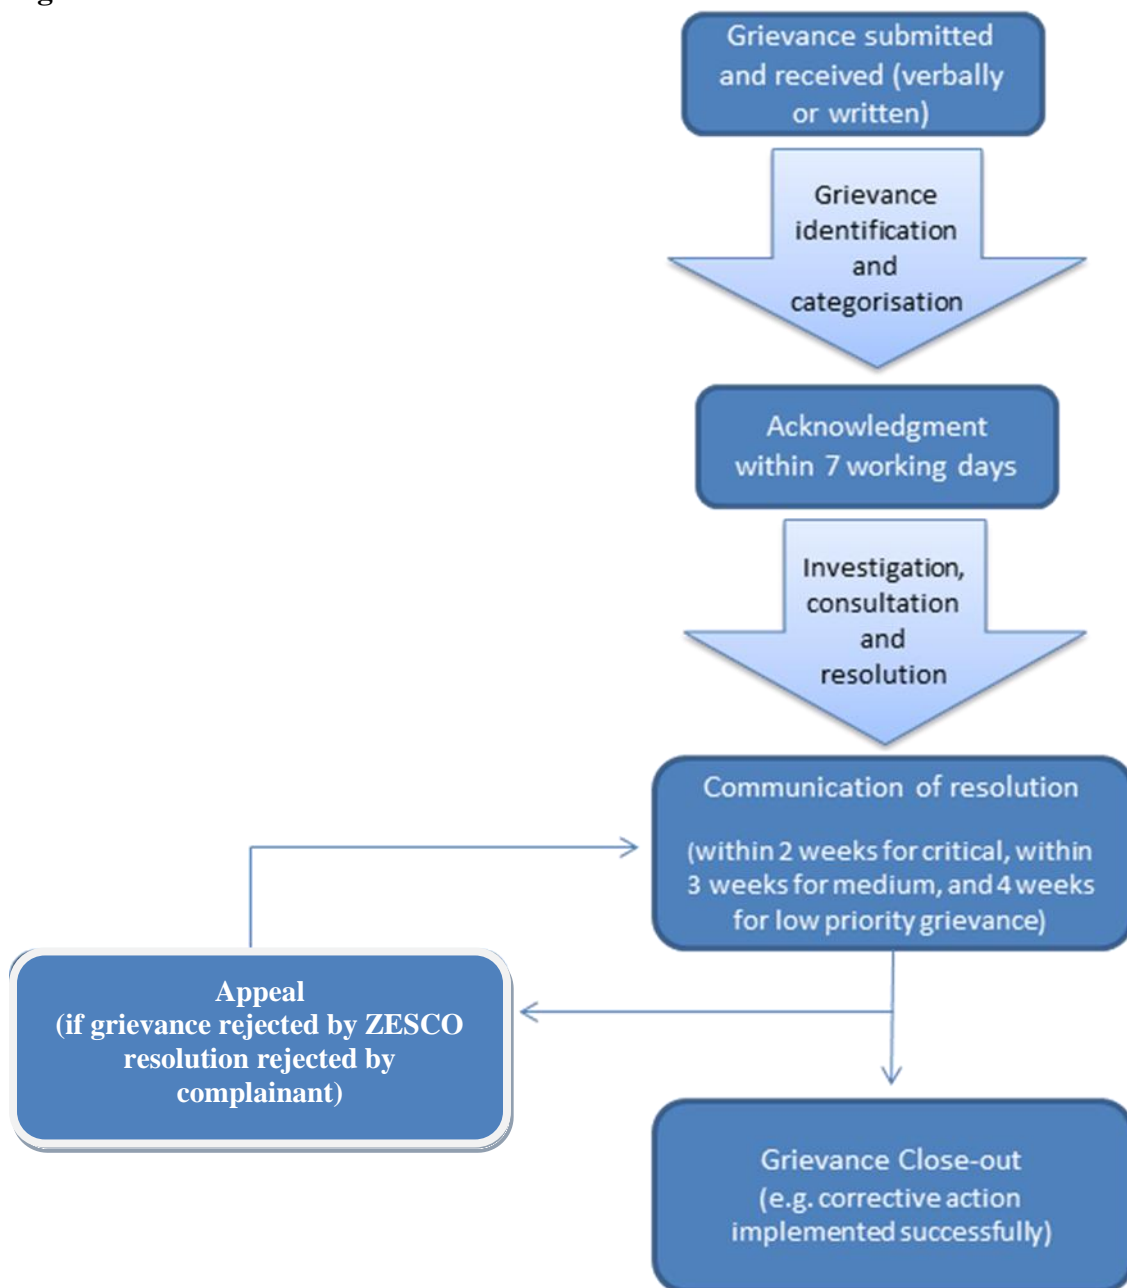 Grievance submitted
and received (verbally
or written)
Grievance
identification
and
categorisation
Acknowledgment
within 7 working days
Investigation,
consultation
and
resolution
Communication of resolution
(within 2 weeks for critical, within
3 weeks for medium, and 4 weeks
for low priority grievance)
Appeal
(if grievance rejected by ZESCO
resolution rejected by
complainant)
Grievance Close-out
(e.g. corrective action
implemented successfully)